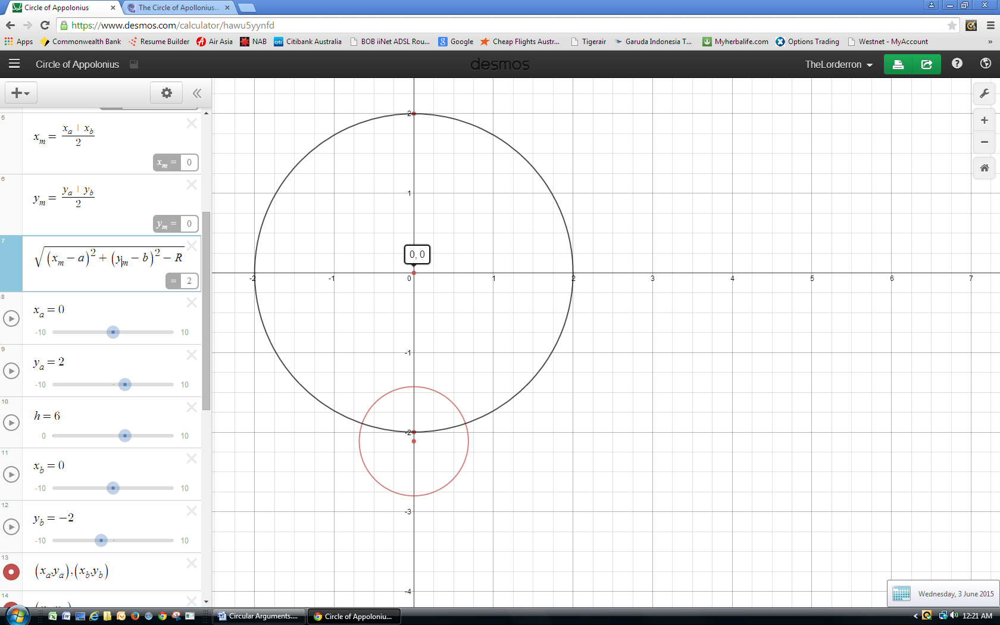 Circle of Appolonius
The Circle of Apollonius...
https://www.desmos.com/calculator/hawu5yynfd
Apps Commonwealth Bank Resume Builder Air Asia NAB Citibank Australia BOB iiNet ADSL Rou... Google Cheap Flights Austr... Tigerair Garuda Indonesia T... Myherbalife.com Options Trading Westnet - MyAccount »
Circle of Appolonius
desmos
TheLorderron
5
x_m = (x_a + x_b)/2
x_m = 0
6
y_m = (y_a + y_b)/2
y_m = 0
7
√((x_m − a)² + (y_m − b)² − R
= 2
8
x_a = 0
-10 10
9
y_a = 2
-10 10
10
h = 6
0 10
11
x_b = 0
-10 10
12
y_b = −2
-10 10
13
(x_a, y_a), (x_b, y_b)
14
2
1
0, 0
-2 -1 0 1 2 3 4 5 6 7
-1
-2
-3
-4
Wednesday, 3 June 2015
Circular Arguments....
Circle of Appoloniu...
12:21 AM